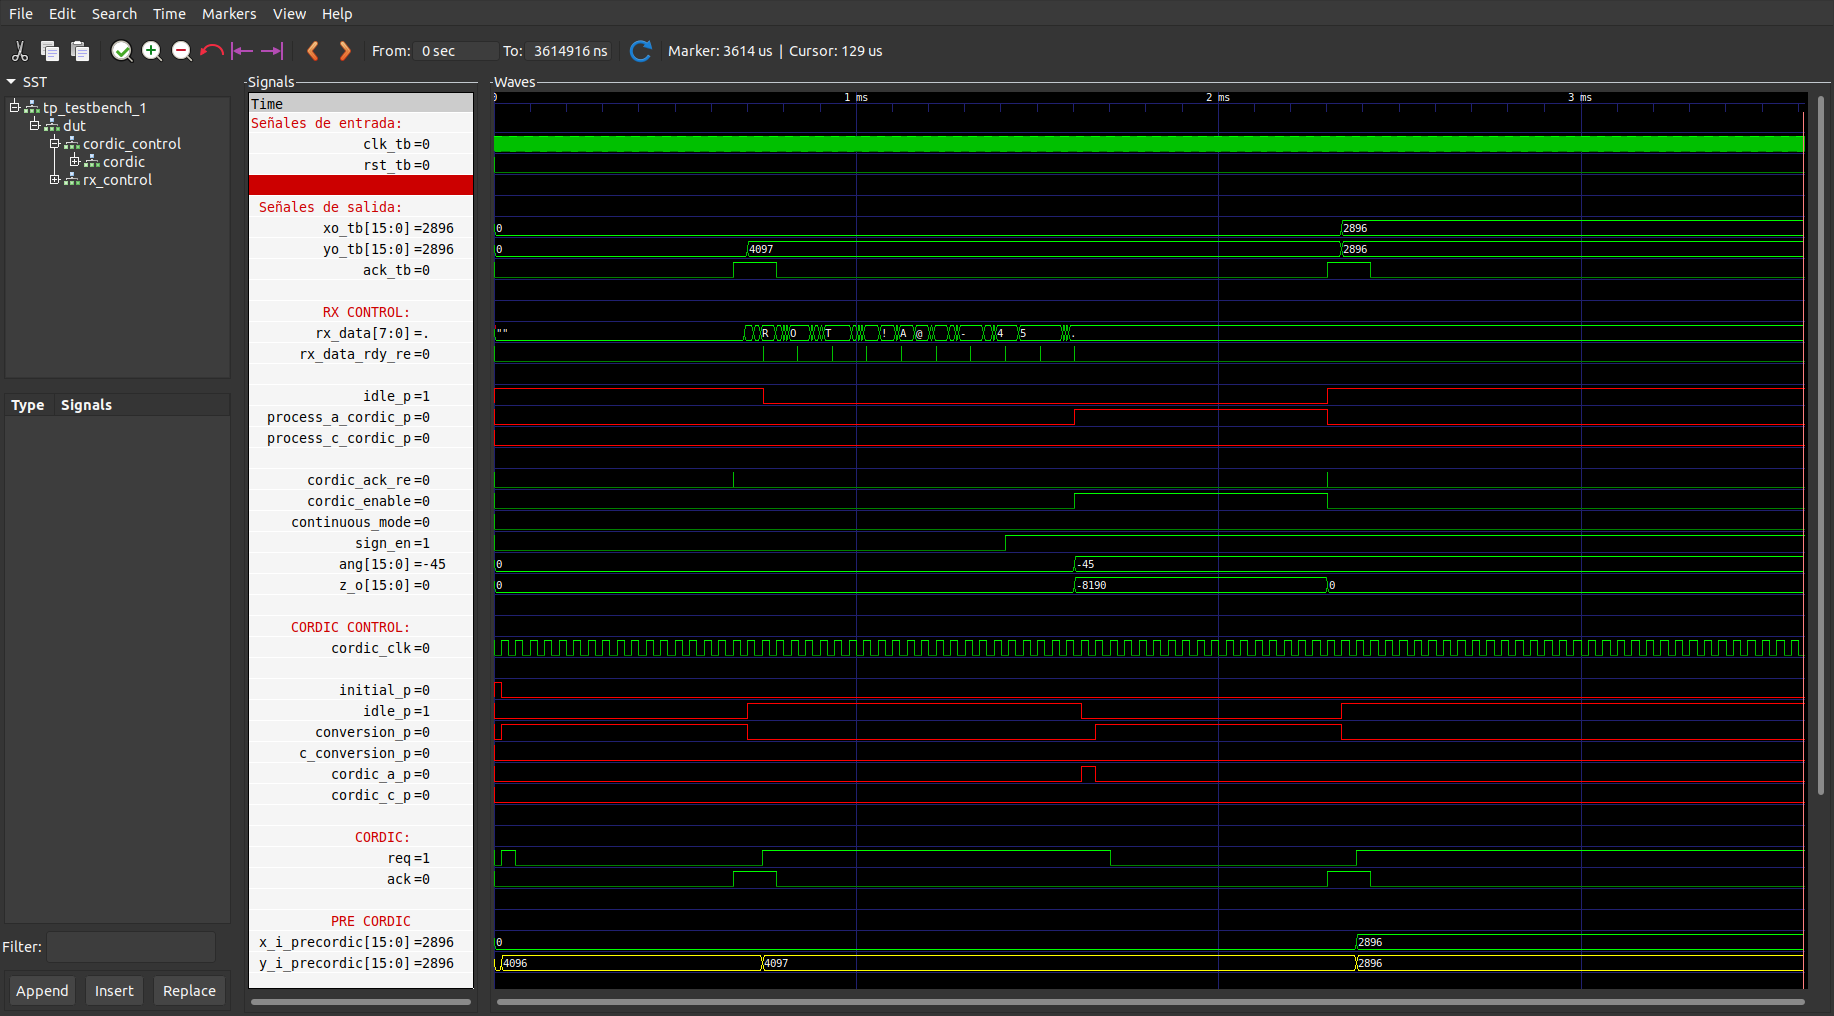 File Edit Search Time Markers View Help
From: 0 sec To: 3614916 ns Marker: 3614 us | Cursor: 129 us
SST
tp_testbench_1
dut
cordic_control
cordic
rx_control
Type Signals
Filter:
Append Insert Replace
Signals
Time
Señales de entrada:
clk_tb=0
rst_tb=0
Señales de salida:
xo_tb[15:0]=2896
yo_tb[15:0]=2896
ack_tb=0
RX CONTROL:
rx_data[7:0]=.
rx_data_rdy_re=0
idle_p=1
process_a_cordic_p=0
process_c_cordic_p=0
cordic_ack_re=0
cordic_enable=0
continuous_mode=0
sign_en=1
ang[15:0]=-45
z_o[15:0]=0
CORDIC CONTROL:
cordic_clk=0
initial_p=0
idle_p=1
conversion_p=0
c_conversion_p=0
cordic_a_p=0
cordic_c_p=0
CORDIC:
req=1
ack=0
PRE CORDIC
x_i_precordic[15:0]=2896
y_i_precordic[15:0]=2896
Waves
0 1 ms 2 ms 3 ms
0 2896
0 4097 2896
"" R O T ! A @ - 4 5 .
0 -45
0 -8190 0
0 2896
4096 4097 2896